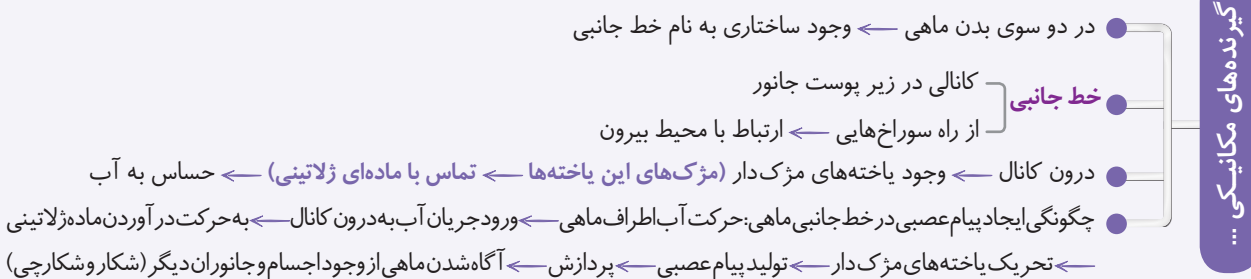 گیرنده‌های مکانیکی ...
در دو سوی بدن ماهی ← وجود ساختاری به نام خط جانبی
خط جانبی
کانالی در زیر پوست جانور
از راه سوراخ‌هایی ← ارتباط با محیط بیرون
درون کانال ← وجود یاخته‌های مژک‌دار (مژک‌های این یاخته‌ها ← تماس با ماده‌ای ژلاتینی) ← حساس به آب
چگونگی ایجاد پیام عصبی در خط جانبی ماهی: حرکت آب اطراف ماهی ← ورود جریان آب به درون کانال ← به حرکت در آوردن ماده ژلاتینی
← تحریک یاخته‌های مژک‌دار ← تولید پیام عصبی ← پردازش ← آگاه شدن ماهی از وجود اجسام و جانوران دیگر (شکار و شکارچی)